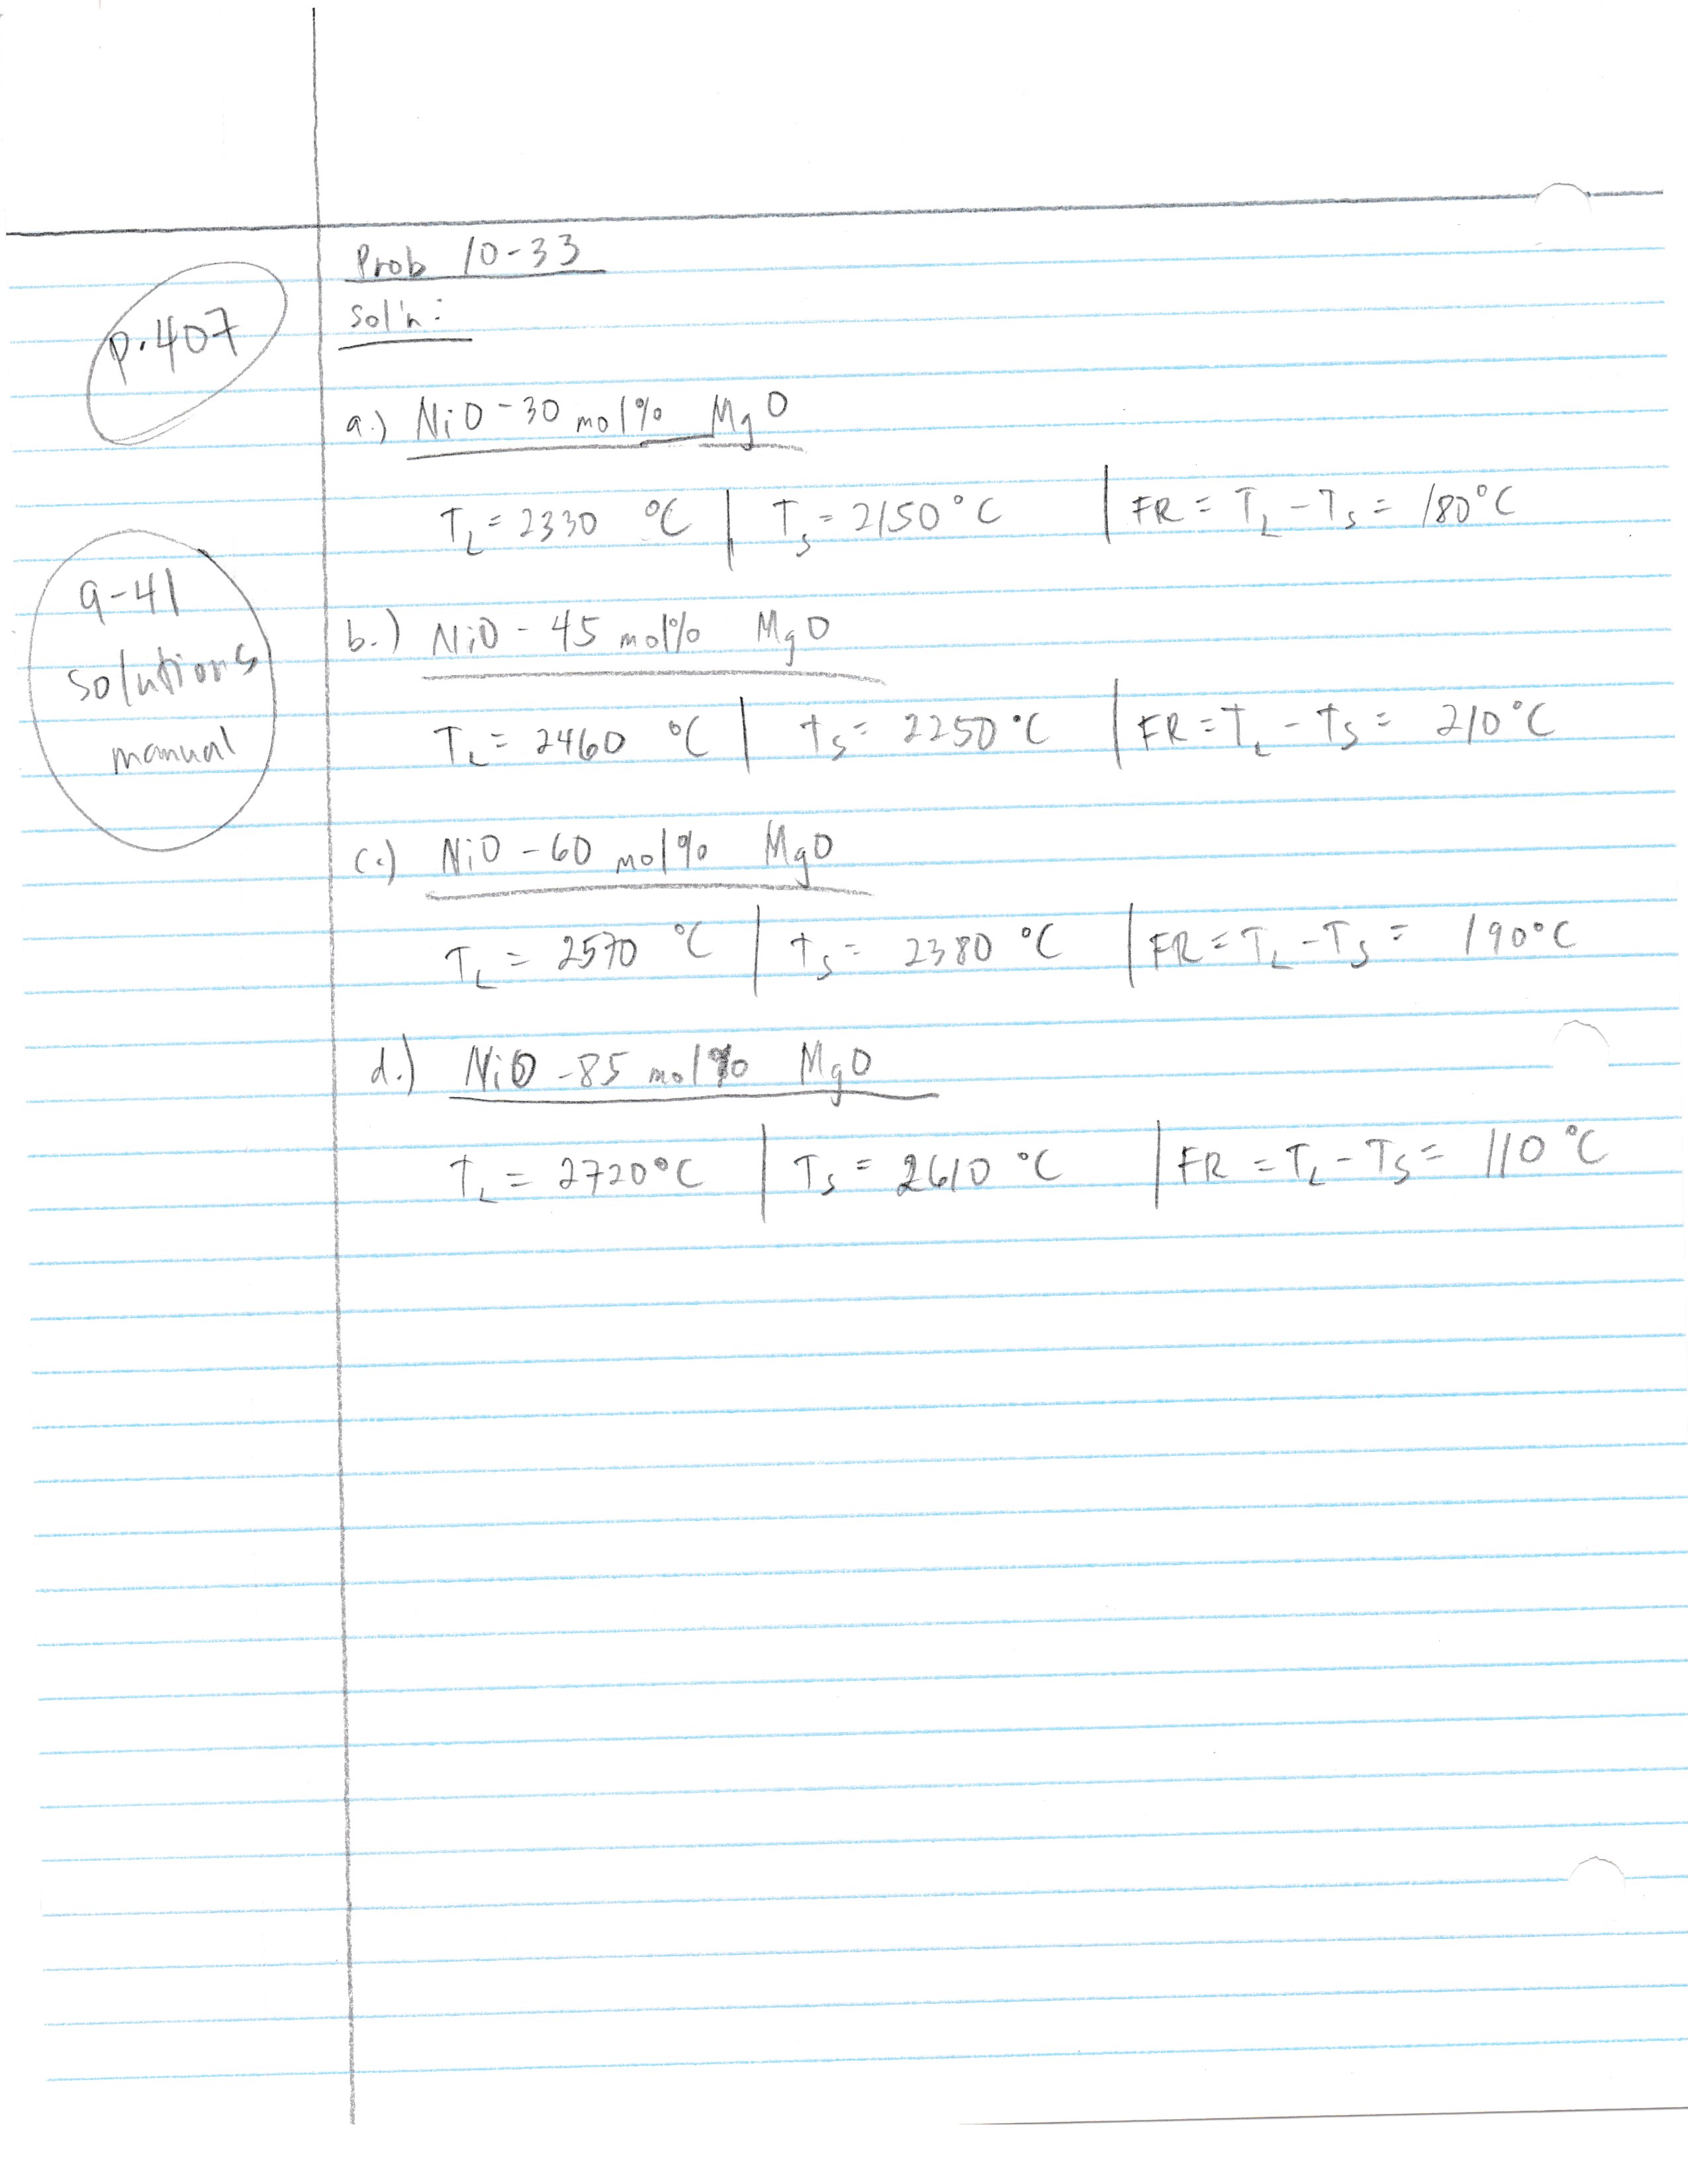 Prob 10-33
p.407
sol'n:
a.) NiO-30 mol% MgO
T_L = 2330 °C | T_s = 2150°C | FR = T_L - T_s = 180°C
9-41
solutions
manual
b.) NiO - 45 mol% MgO
T_L = 2460 °C | T_s = 2250°C | FR = T_L - T_s = 210°C
c.) NiO - 60 mol% MgO
T_L = 2570 °C | T_s = 2380 °C | FR = T_L - T_s = 190°C
d.) NiO -85 mol% MgO
T_L = 2720°C | T_s = 2610 °C | FR = T_L - T_s = 110 °C